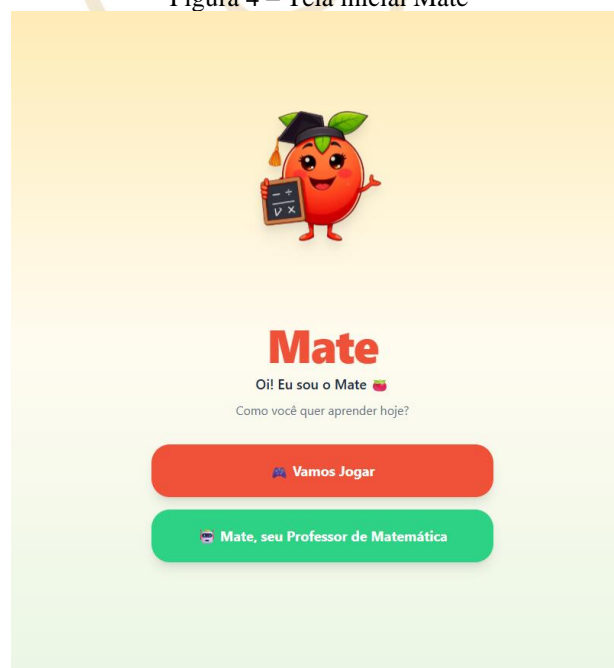 Figura 4 – Tela inicial Mate
Mate
Oi! Eu sou o Mate
Como você quer aprender hoje?
Vamos Jogar
Mate, seu Professor de Matemática